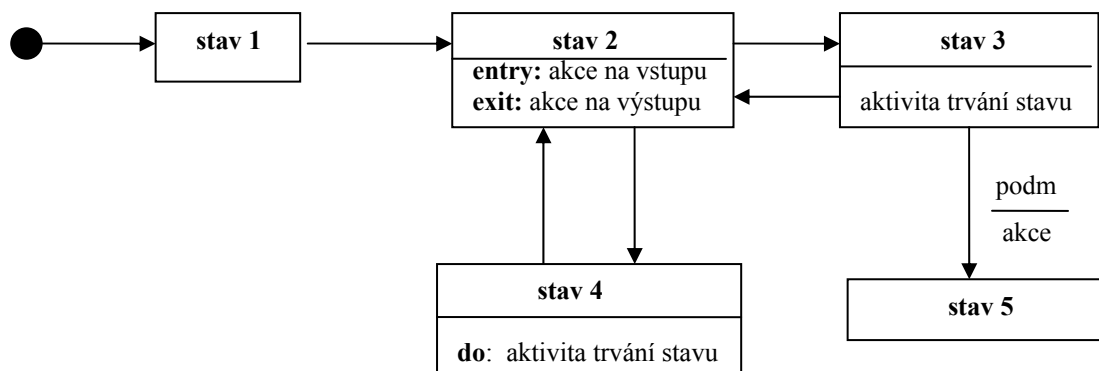 stav 1
stav 2
entry: akce na vstupu
exit: akce na výstupu
stav 3
aktivita trvání stavu
podm
akce
stav 4
do: aktivita trvání stavu
stav 5